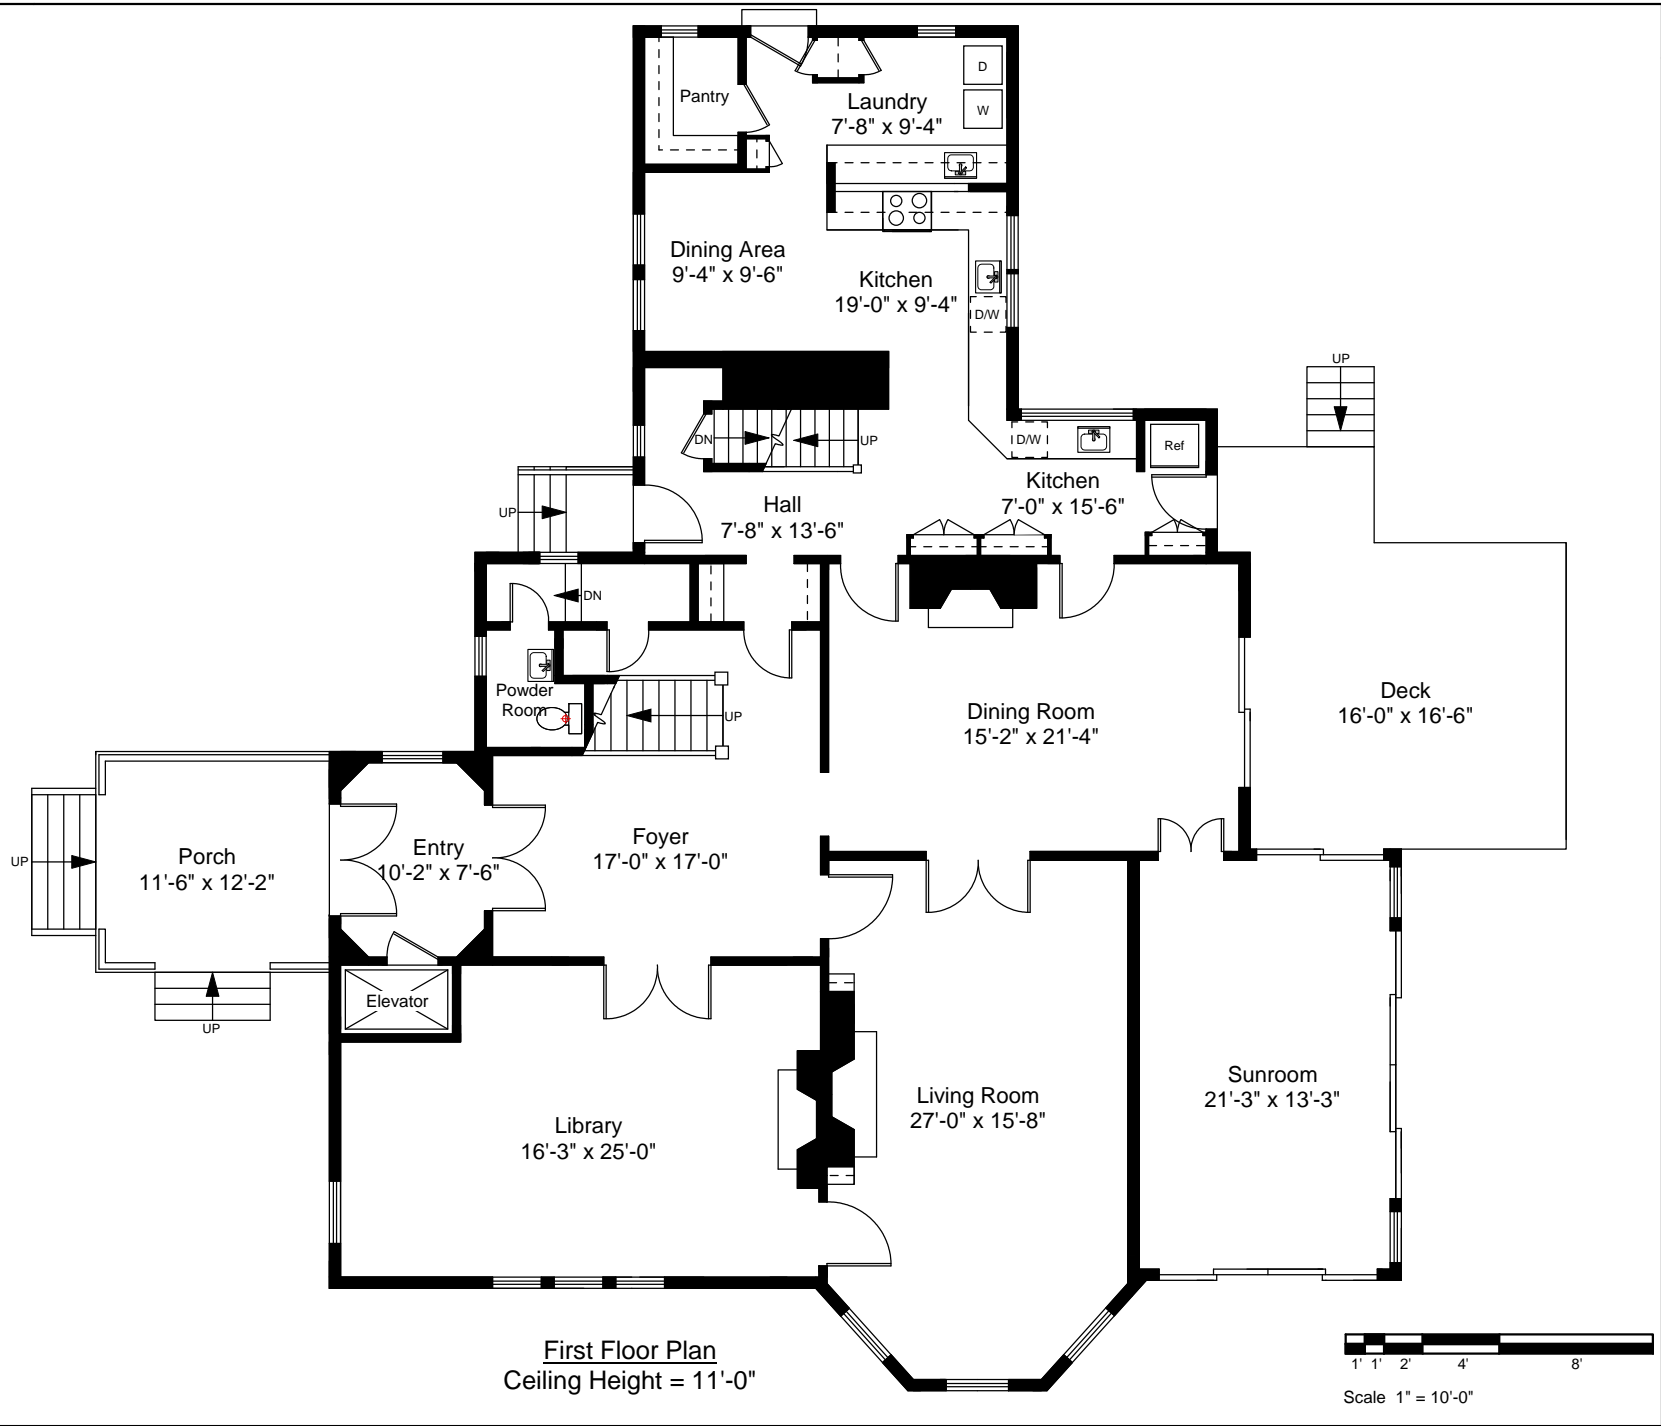 D
W
Pantry
Laundry
7'-8" x 9'-4"
Dining Area
9'-4" x 9'-6"
Kitchen
19'-0" x 9'-4"
D/W
UP
DN
UP
D/W
Ref
Kitchen
7'-0" x 15'-6"
Hall
7'-8" x 13'-6"
UP
DN
Powder
Room
UP
Dining Room
15'-2" x 21'-4"
Deck
16'-0" x 16'-6"
UP
Porch
11'-6" x 12'-2"
Entry
10'-2" x 7'-6"
Foyer
17'-0" x 17'-0"
UP
Elevator
Library
16'-3" x 25'-0"
Living Room
27'-0" x 15'-8"
Sunroom
21'-3" x 13'-3"
First Floor Plan
Ceiling Height = 11'-0"
1' 1' 2' 4' 8'
Scale 1" = 10'-0"